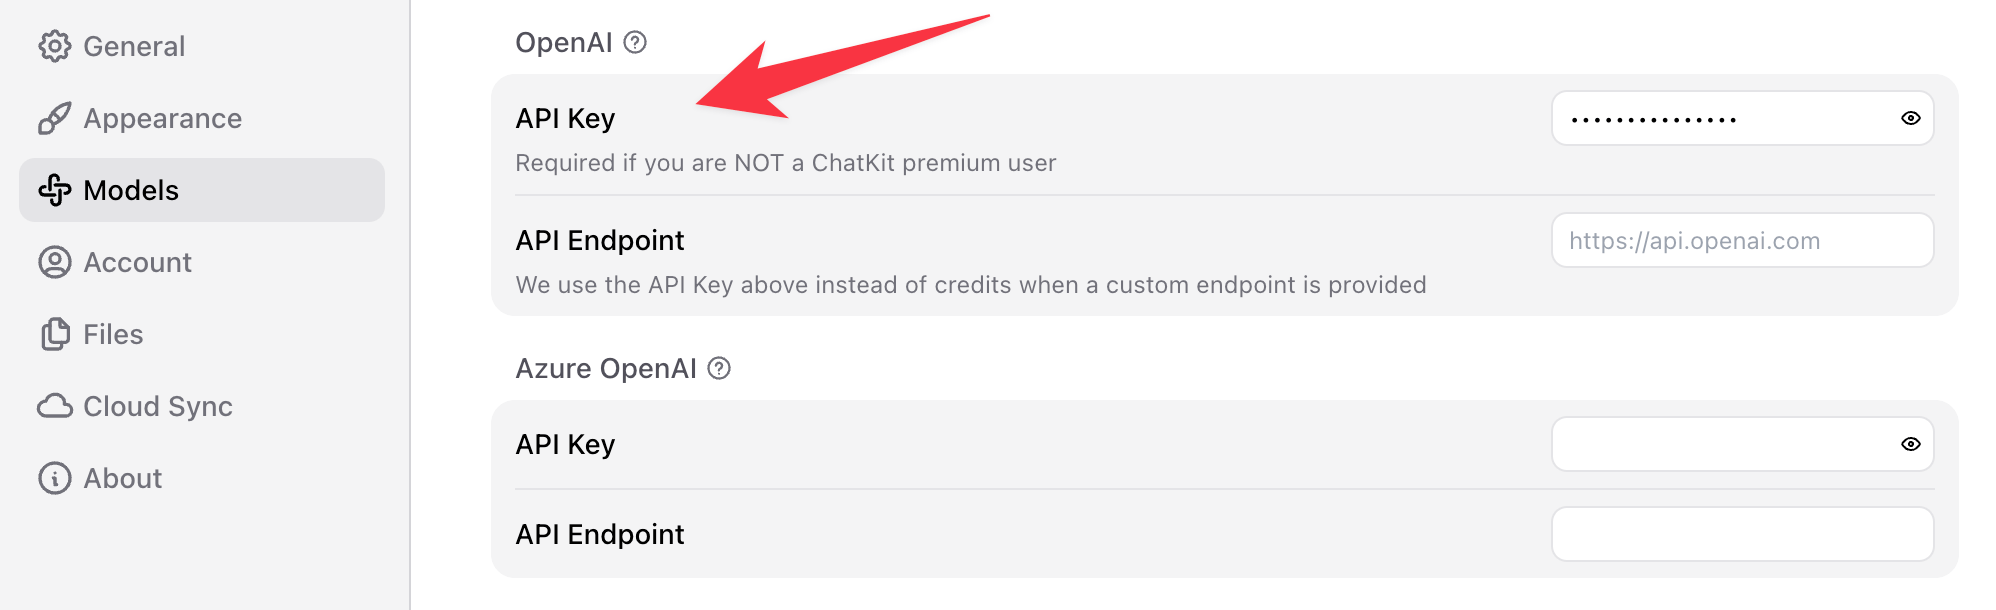 General
Appearance
Models
Account
Files
Cloud Sync
About
OpenAI
API Key
•••••••••••••••
Required if you are NOT a ChatKit premium user
API Endpoint
https://api.openai.com
We use the API Key above instead of credits when a custom endpoint is provided
Azure OpenAI
API Key
API Endpoint